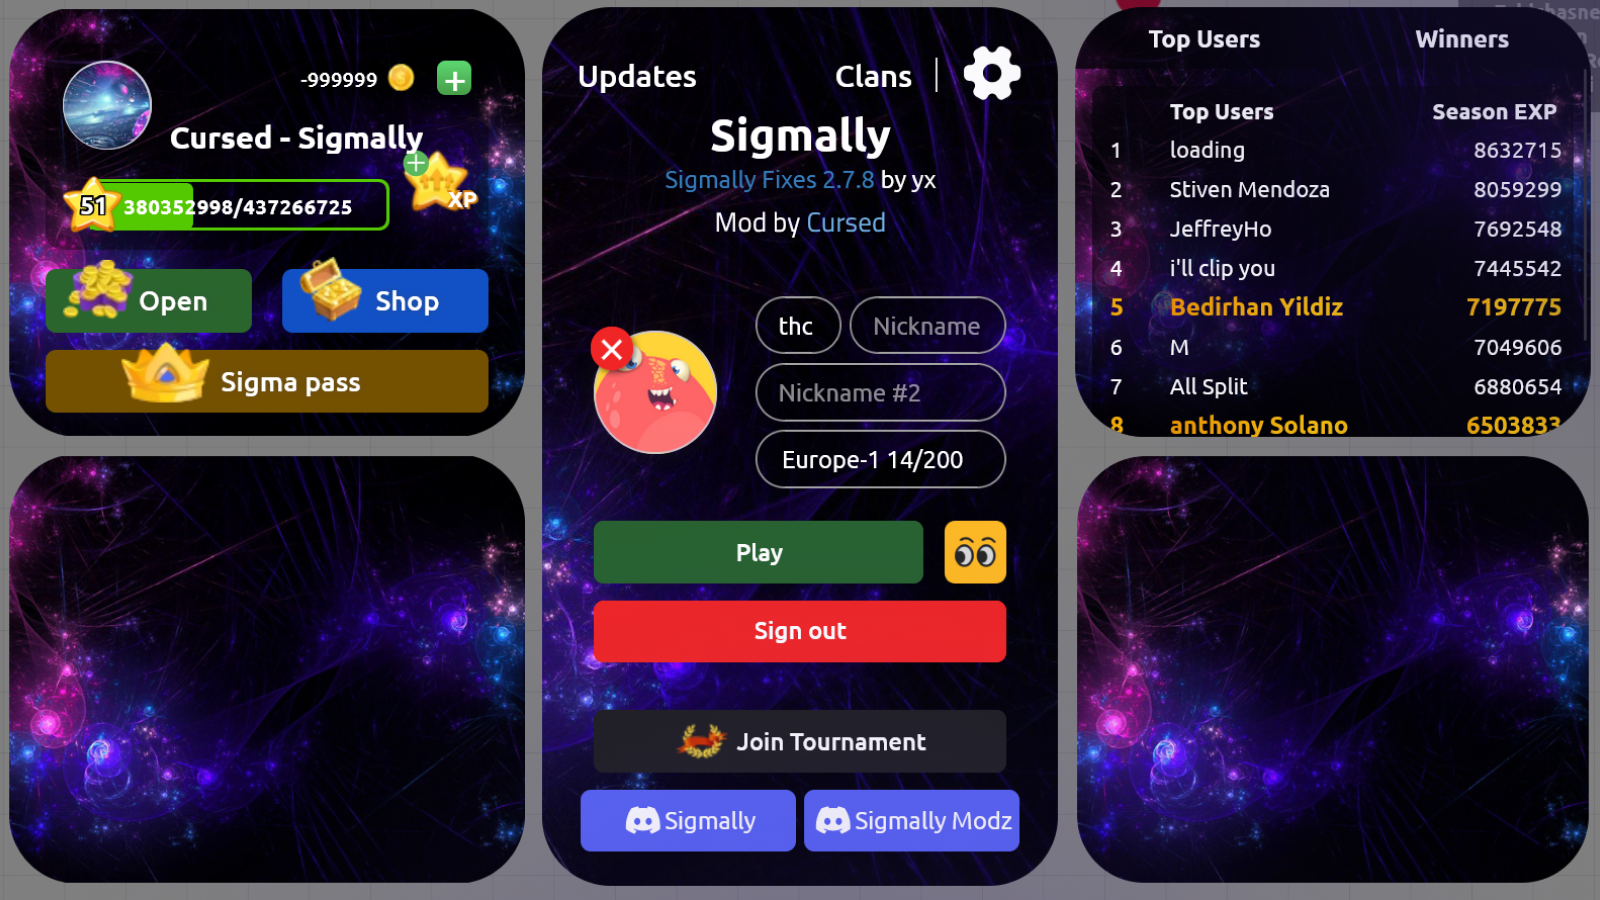 -999999
Cursed - Sigmally
XP
51
380352998/437266725
Open
Shop
Sigma pass
Updates
Clans
Sigmally
Sigmally Fixes 2.7.8 by yx
Mod by Cursed
thc
Nickname
Nickname #2
Europe-1 14/200
Play
Sign out
Join Tournament
Sigmally
Sigmally Modz
Top Users Winners
Top Users Season EXP
1 loading 8632715
2 Stiven Mendoza 8059299
3 JeffreyHo 7692548
4 i'll clip you 7445542
5 Bedirhan Yildiz 7197775
6 M 7049606
7 All Split 6880654
8 anthony Solano 6503833